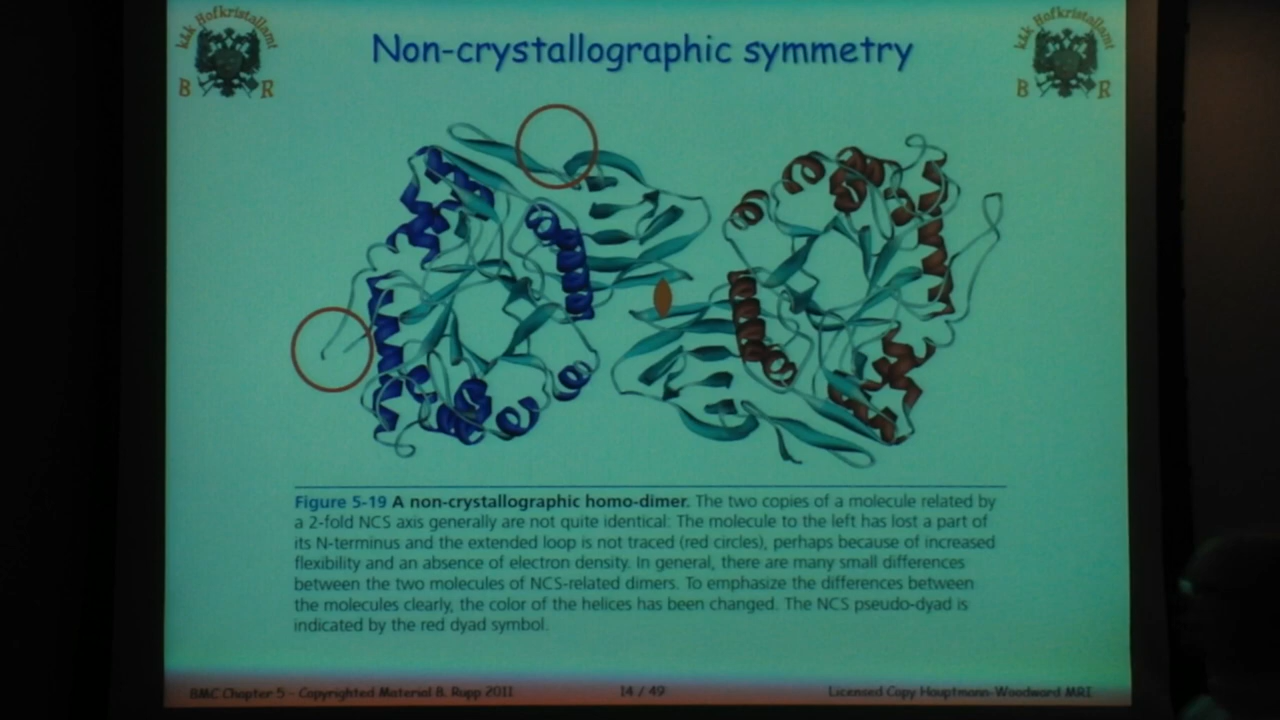 k&k Hofkristallamt
B R
Non-crystallographic symmetry
k&k Hofkristallamt
B R
Figure 5-19 A non-crystallographic homo-dimer. The two copies of a molecule related by
a 2-fold NCS axis generally are not quite identical: The molecule to the left has lost a part of
its N-terminus and the extended loop is not traced (red circles), perhaps because of increased
flexibility and an absence of electron density. In general, there are many small differences
between the two molecules of NCS-related dimers. To emphasize the differences between
the molecules clearly, the color of the helices has been changed. The NCS pseudo-dyad is
indicated by the red dyad symbol.
BMC Chapter 5 - Copyrighted Material B. Rupp 2011
14 / 49
Licensed Copy Hauptmann-Woodward MRI